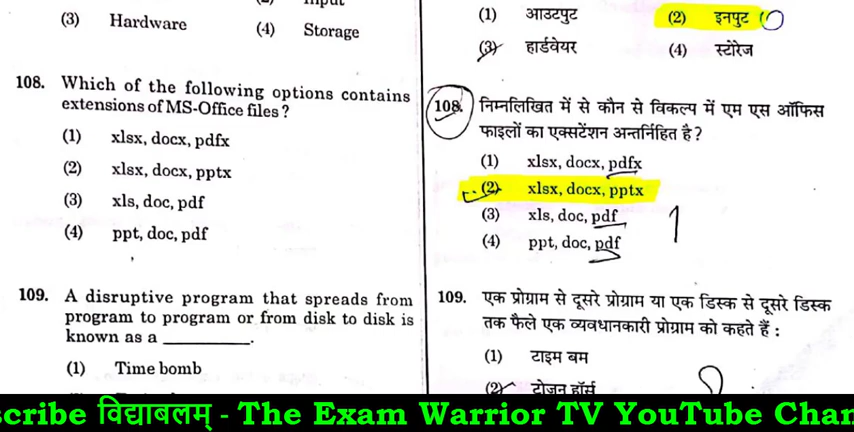 (3) Hardware
(4) Storage
108. Which of the following options contains
extensions of MS-Office files?
(1) xlsx, docx, pdfx
(2) xlsx, docx, pptx
(3) xls, doc, pdf
(4) ppt, doc, pdf
109. A disruptive program that spreads from
program to program or from disk to disk is
known as a __________.
(1) Time bomb
(1) आउटपुट
(2) इनपुट
(3) हार्डवेयर
(4) स्टोरेज
108. निम्नलिखित में से कौन से विकल्प में एम एस ऑफिस
फाइलों का एक्सटेंशन अन्तर्निहित है?
(1) xlsx, docx, pdfx
(2) xlsx, docx, pptx
(3) xls, doc, pdf
(4) ppt, doc, pdf
109. एक प्रोग्राम से दूसरे प्रोग्राम या एक डिस्क से दूसरे डिस्क
तक फैले एक व्यवधानकारी प्रोग्राम को कहते हैं :
(1) टाइम बम
(2) ट्रोजन हॉर्स
scribe विद्याबलम् - The Exam Warrior TV YouTube Chan